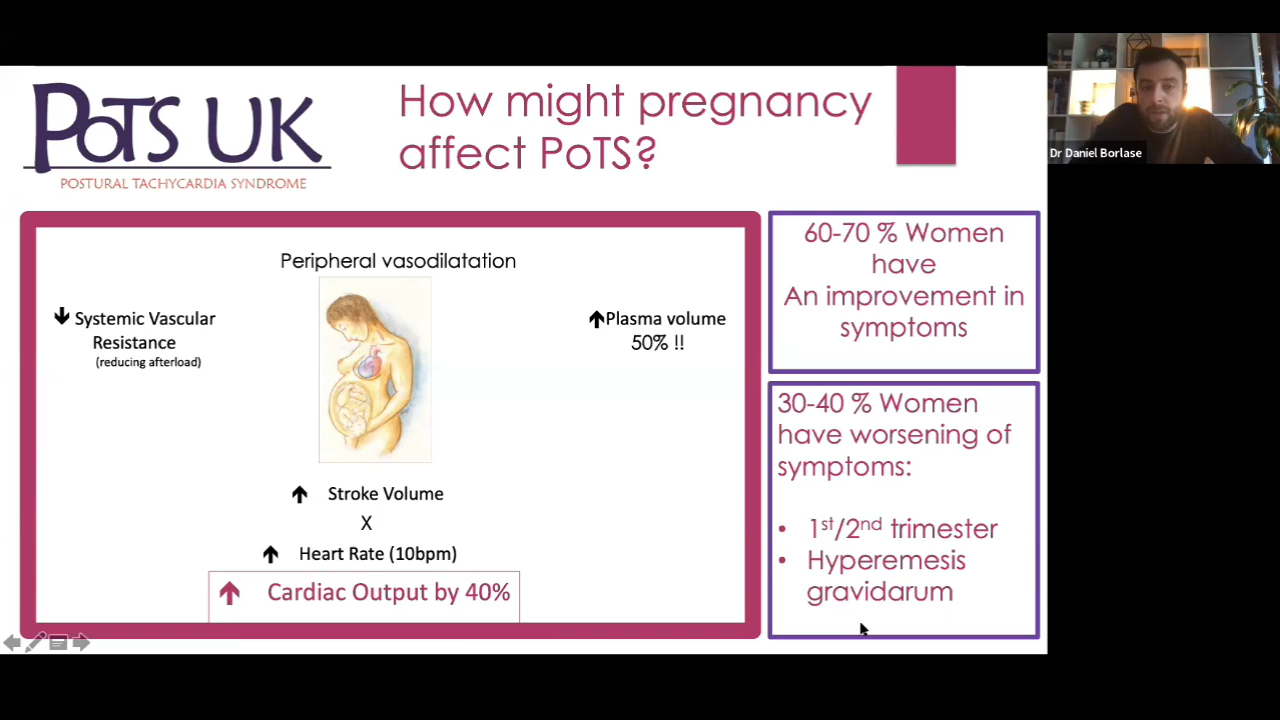 PoTS UK
POSTURAL TACHYCARDIA SYNDROME
How might pregnancy
affect PoTS?
Dr Daniel Borlase
Peripheral vasodilatation
↓ Systemic Vascular
Resistance
(reducing afterload)
↑Plasma volume
50% !!
↑ Stroke Volume
X
↑ Heart Rate (10bpm)
↑ Cardiac Output by 40%
60-70 % Women
have
An improvement in
symptoms
30-40 % Women
have worsening of
symptoms:
• 1st/2nd trimester
• Hyperemesis
gravidarum